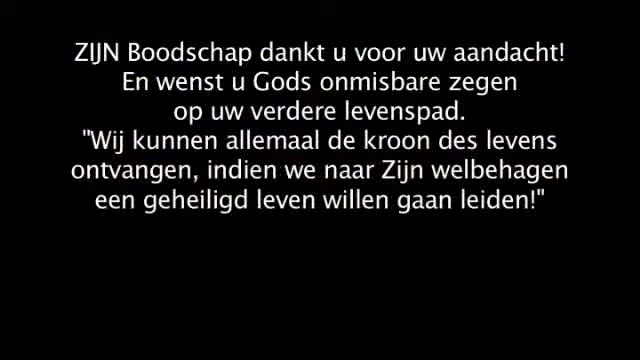 ZIJN Boodschap dankt u voor uw aandacht!
En wenst u Gods onmisbare zegen
op uw verdere levenspad.
"Wij kunnen allemaal de kroon des levens
ontvangen, indien we naar Zijn welbehagen
een geheiligd leven willen gaan leiden!"